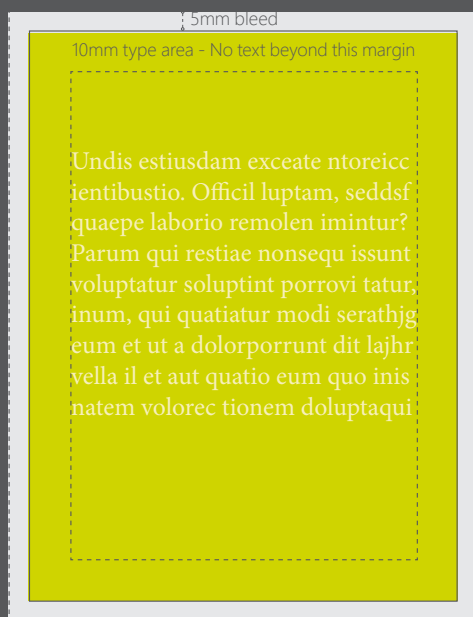 5mm bleed
10mm type area - No text beyond this margin
Undis estiusdam exceate ntoreicc
ientibustio. Officil luptam, seddsf
quaepe laborio remolen imintur?
Parum qui restiae nonsequ issunt
voluptatur soluptint porrovi tatur,
inum, qui quatiatur modi serathjg
eum et ut a dolorporrunt dit lajhr
vella il et aut quatio eum quo inis
natem volorec tionem doluptaqui